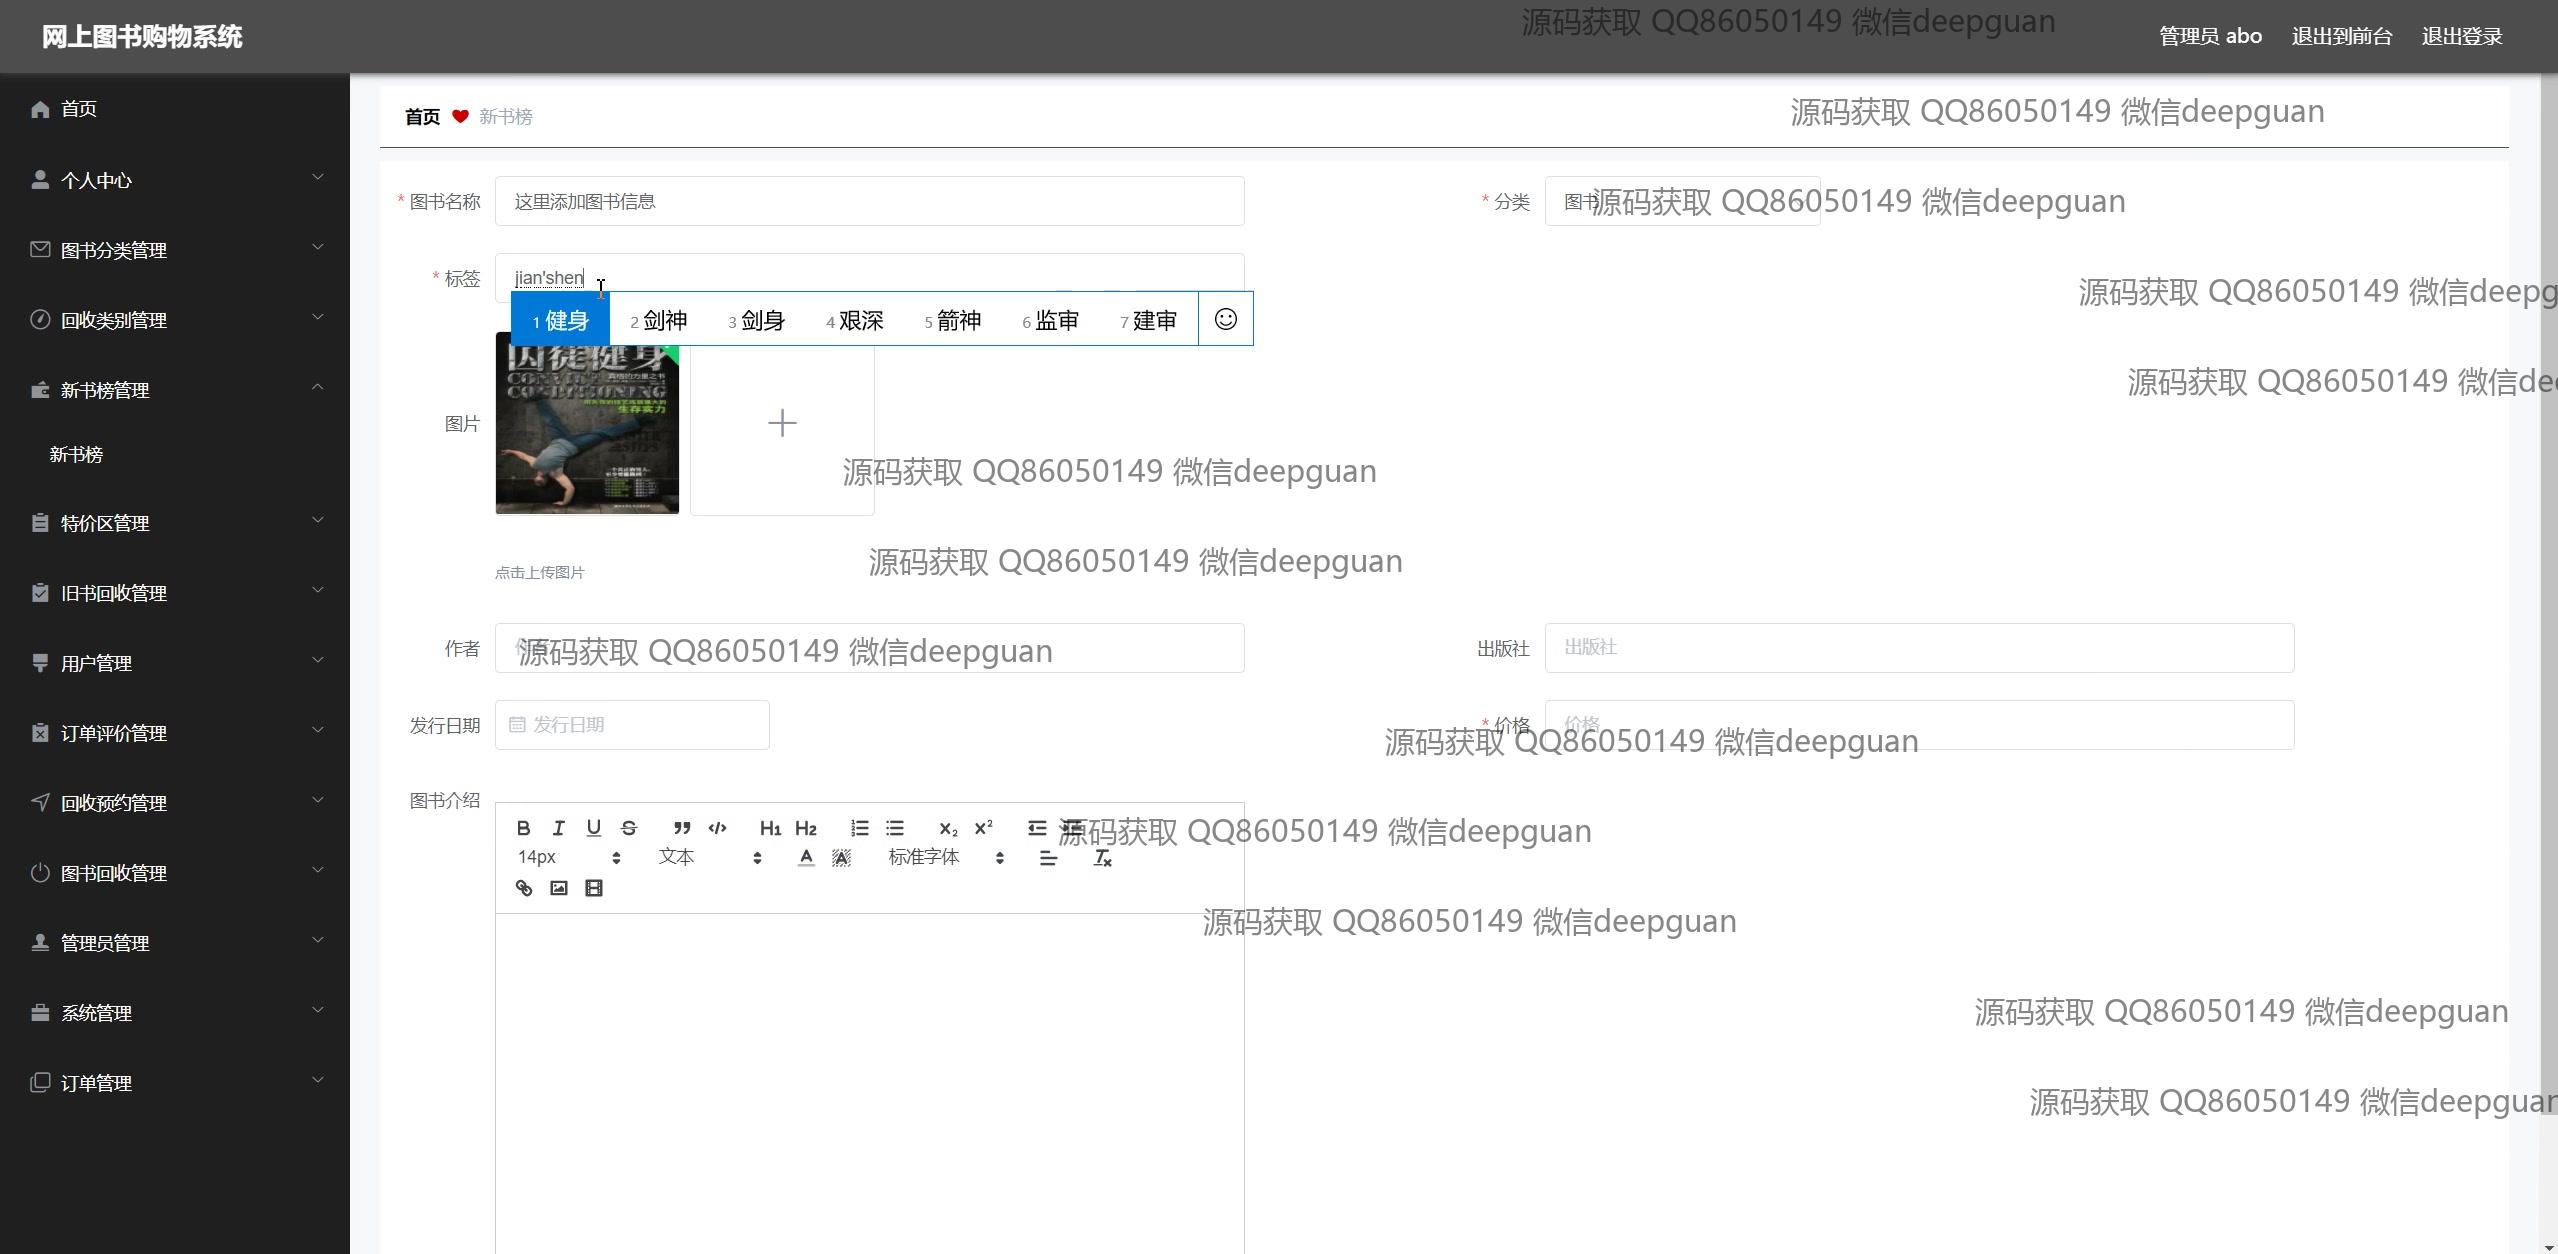 网上图书购物系统
源码获取 QQ86050149 微信deepguan
管理员 abo 退出到前台 退出登录
首页
个人中心
图书分类管理
回收类别管理
新书榜管理
新书榜
特价区管理
旧书回收管理
用户管理
订单评价管理
回收预约管理
图书回收管理
管理员管理
系统管理
订单管理
首页 新书榜
源码获取 QQ86050149 微信deepguan
* 图书名称 这里添加图书信息
* 分类 图书
源码获取 QQ86050149 微信deepguan
* 标签 jian'shen
源码获取 QQ86050149 微信deepg
1 健身 2 剑神 3 剑身 4 艰深 5 箭神 6 监审 7 建审
囚徒健身
CONVICT
CONDITIONING
生存实力
源码获取 QQ86050149 微信dee
图片
源码获取 QQ86050149 微信deepguan
源码获取 QQ86050149 微信deepguan
点击上传图片
作者
源码获取 QQ86050149 微信deepguan
出版社 出版社
发行日期 发行日期
* 价格 价格
源码获取 QQ86050149 微信deepguan
图书介绍
B I U S H1 H2 X2 X2
源码获取 QQ86050149 微信deepguan
14px 文本 A A 标准字体 Tx
源码获取 QQ86050149 微信deepguan
源码获取 QQ86050149 微信deepguan
源码获取 QQ86050149 微信deepguan